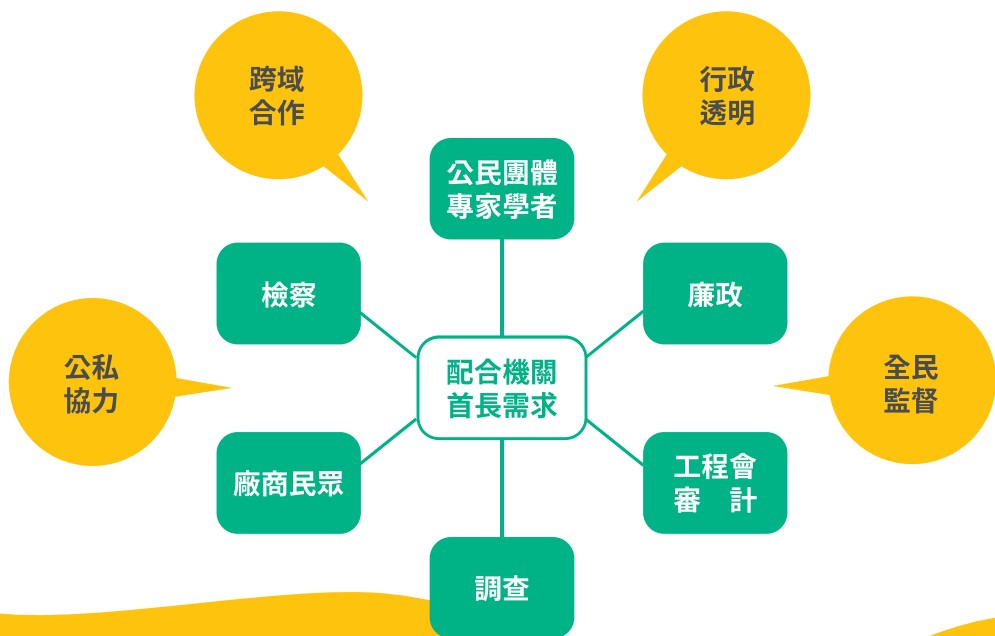 跨域
合作
行政
透明
公民團體
專家學者
檢察
廉政
公私
協力
配合機關
首長需求
全民
監督
廠商民眾
工程會
審　計
調查